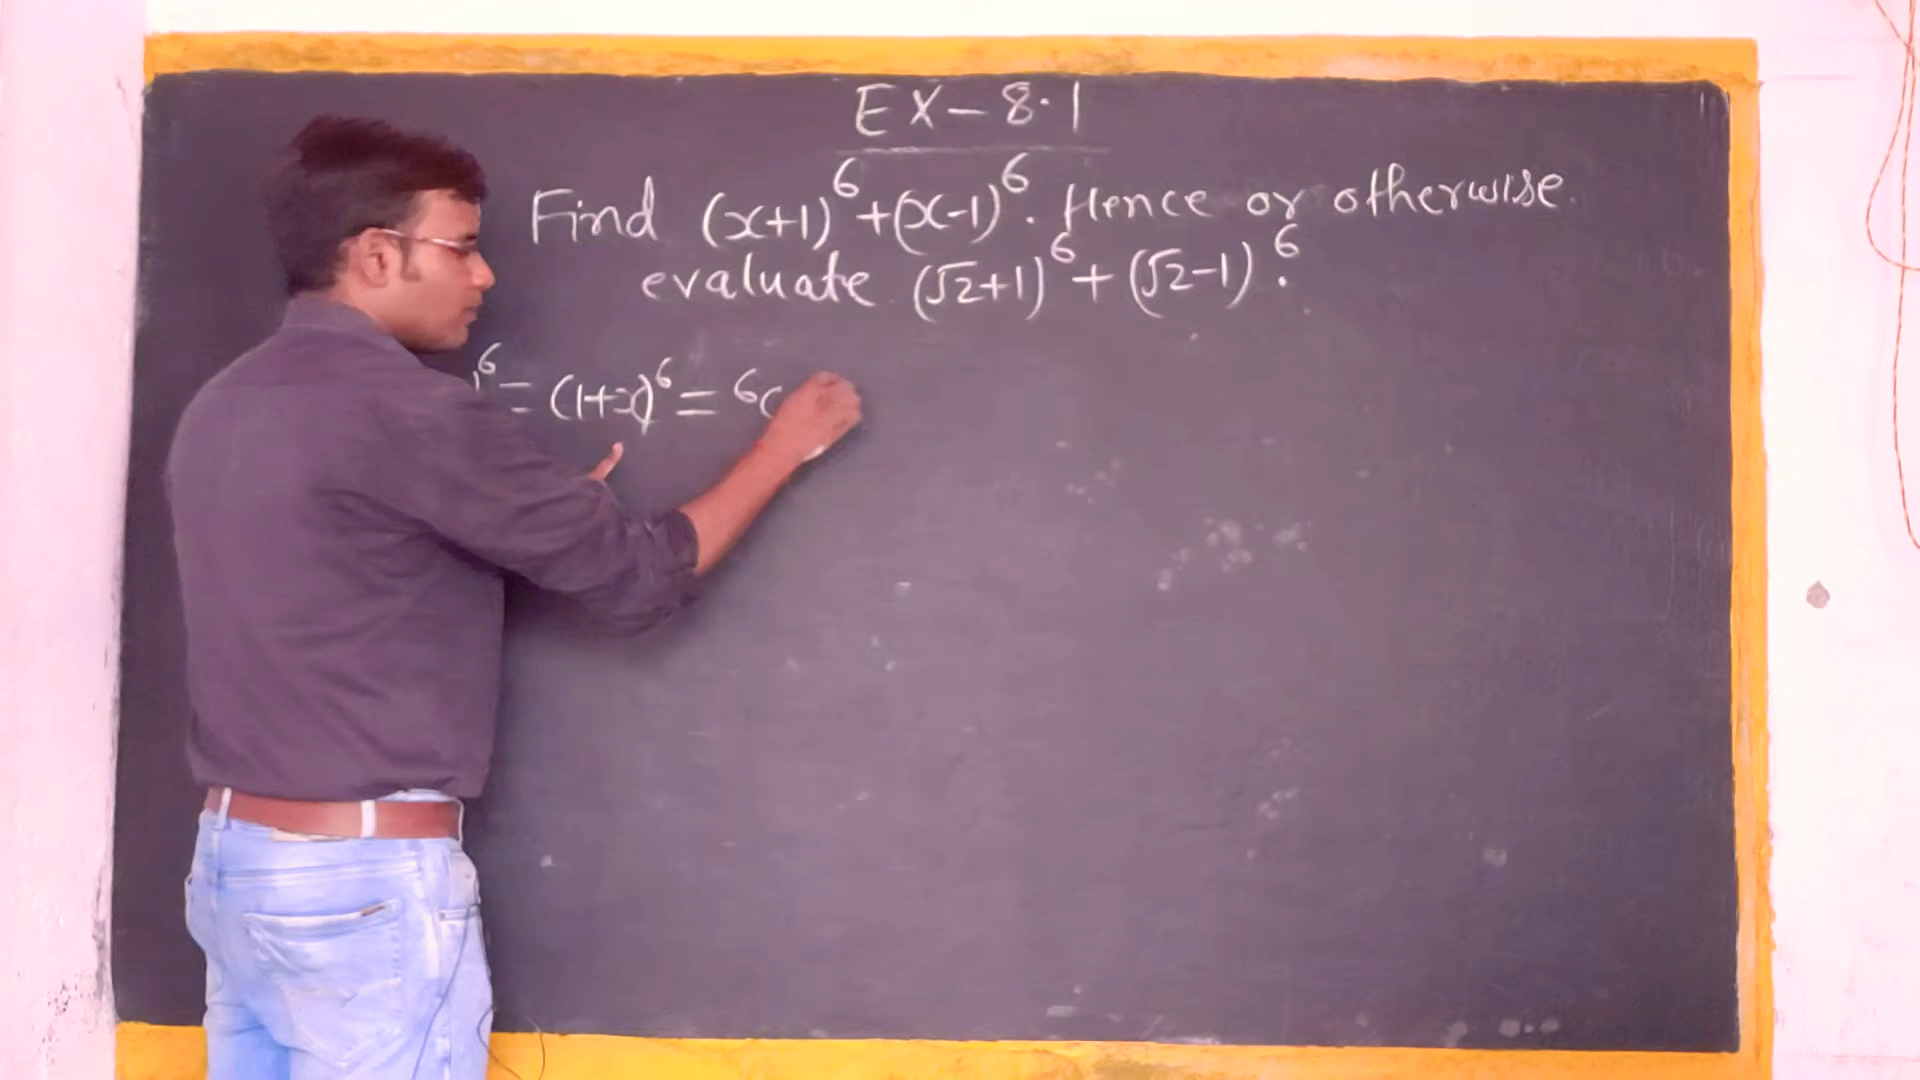 EX-8.1
Find (x+1)⁶+(x-1)⁶. Hence or otherwise.
evaluate (√2+1)⁶+(√2-1)⁶.
⁶=(1+x)⁶=⁶C